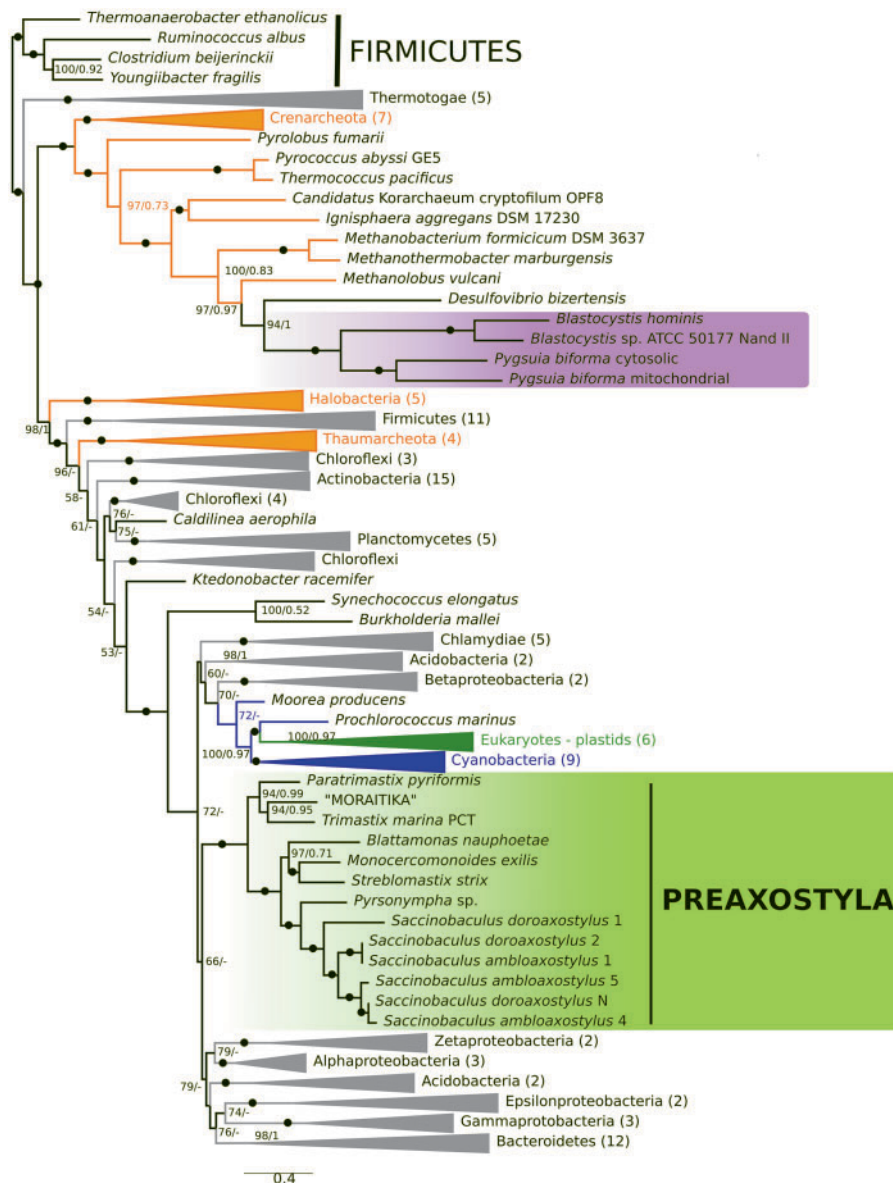 Thermoanaerobacter ethanolicus
Ruminococcus albus
FIRMICUTES
Clostridium beijerinckii
100/0.92
Youngiibacter fragilis
Thermotogae (5)
Crenarcheota (7)
Pyrolobus fumarii
Pyrococcus abyssi GE5
Thermococcus pacificus
Candidatus Korarchaeum cryptofilum OPF8
97/0.73
Ignisphaera aggregans DSM 17230
Methanobacterium formicicum DSM 3637
Methanothermobacter marburgensis
100/0.83
Methanolobus vulcani
Desulfovibrio bizertensis
97/0.97
Blastocystis hominis
94/1
Blastocystis sp. ATCC 50177 Nand II
Pygsuia biforma cytosolic
Pygsuia biforma mitochondrial
Halobacteria (5)
Firmicutes (11)
98/1
Thaumarcheota (4)
Chloroflexi (3)
96/-
Actinobacteria (15)
58-
Chloroflexi (4)
76/-
Caldilinea aerophila
61/-
75/-
Planctomycetes (5)
Chloroflexi
Ktedonobacter racemifer
Synechococcus elongatus
54/-
100/0.52
Burkholderia mallei
Chlamydiae (5)
53/-
98/1
Acidobacteria (2)
60/-
Betaproteobacteria (2)
70/-
Moorea producens
72/-
Prochlorococcus marinus
100/0.97
Eukaryotes - plastids (6)
100/0.97
Cyanobacteria (9)
Paratrimastix pyriformis
94/0.99
"MORAITIKA"
94/0.95
72/-
Trimastix marina PCT
Blattamonas nauphoetae
97/0.71
Monocercomonoides exilis
Streblomastix strix
PREAXOSTYLA
Pyrsonympha sp.
Saccinobaculus doroaxostylus 1
Saccinobaculus doroaxostylus 2
Saccinobaculus ambloaxostylus 1
66/-
Saccinobaculus ambloaxostylus 5
Saccinobaculus doroaxostylus N
Saccinobaculus ambloaxostylus 4
Zetaproteobacteria (2)
79/-
Alphaproteobacteria (3)
Acidobacteria (2)
79/-
Epsilonproteobacteria (2)
74/-
Gammaprotobacteria (3)
76/-
98/1
Bacteroidetes (12)
0.4